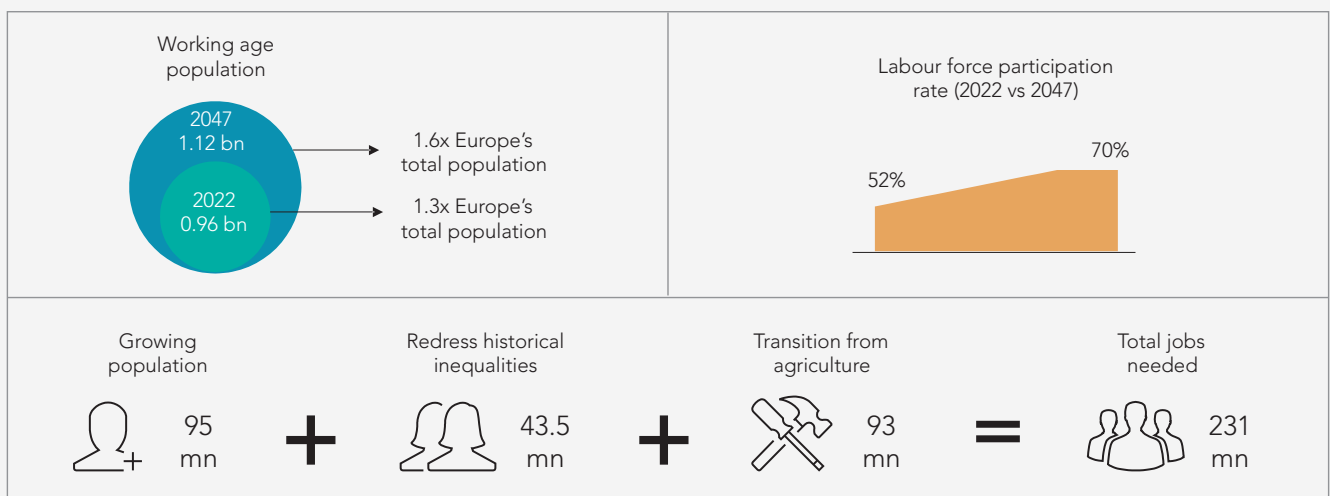 Working age
population
2047
1.12 bn
2022
0.96 bn
1.6x Europe's
total population
1.3x Europe's
total population
Labour force participation
rate (2022 vs 2047)
52%
70%
Growing
population
95
mn
+
Redress historical
inequalities
43.5
mn
+
Transition from
agriculture
93
mn
=
Total jobs
needed
231
mn